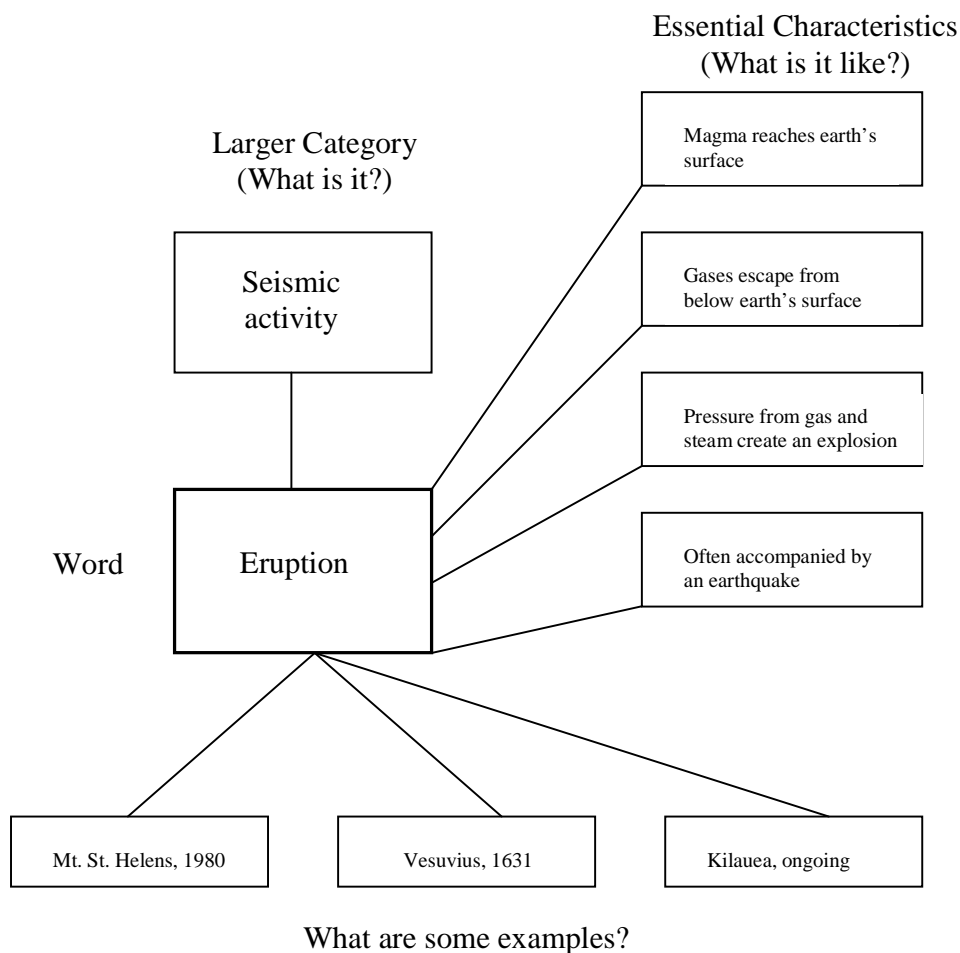 Essential Characteristics
(What is it like?)
Magma reaches earth's
surface
Larger Category
(What is it?)
Gases escape from
below earth's surface
Seismic
activity
Pressure from gas and
steam create an explosion
Word
Eruption
Often accompanied by
an earthquake
Mt. St. Helens, 1980
Vesuvius, 1631
Kilauea, ongoing
What are some examples?